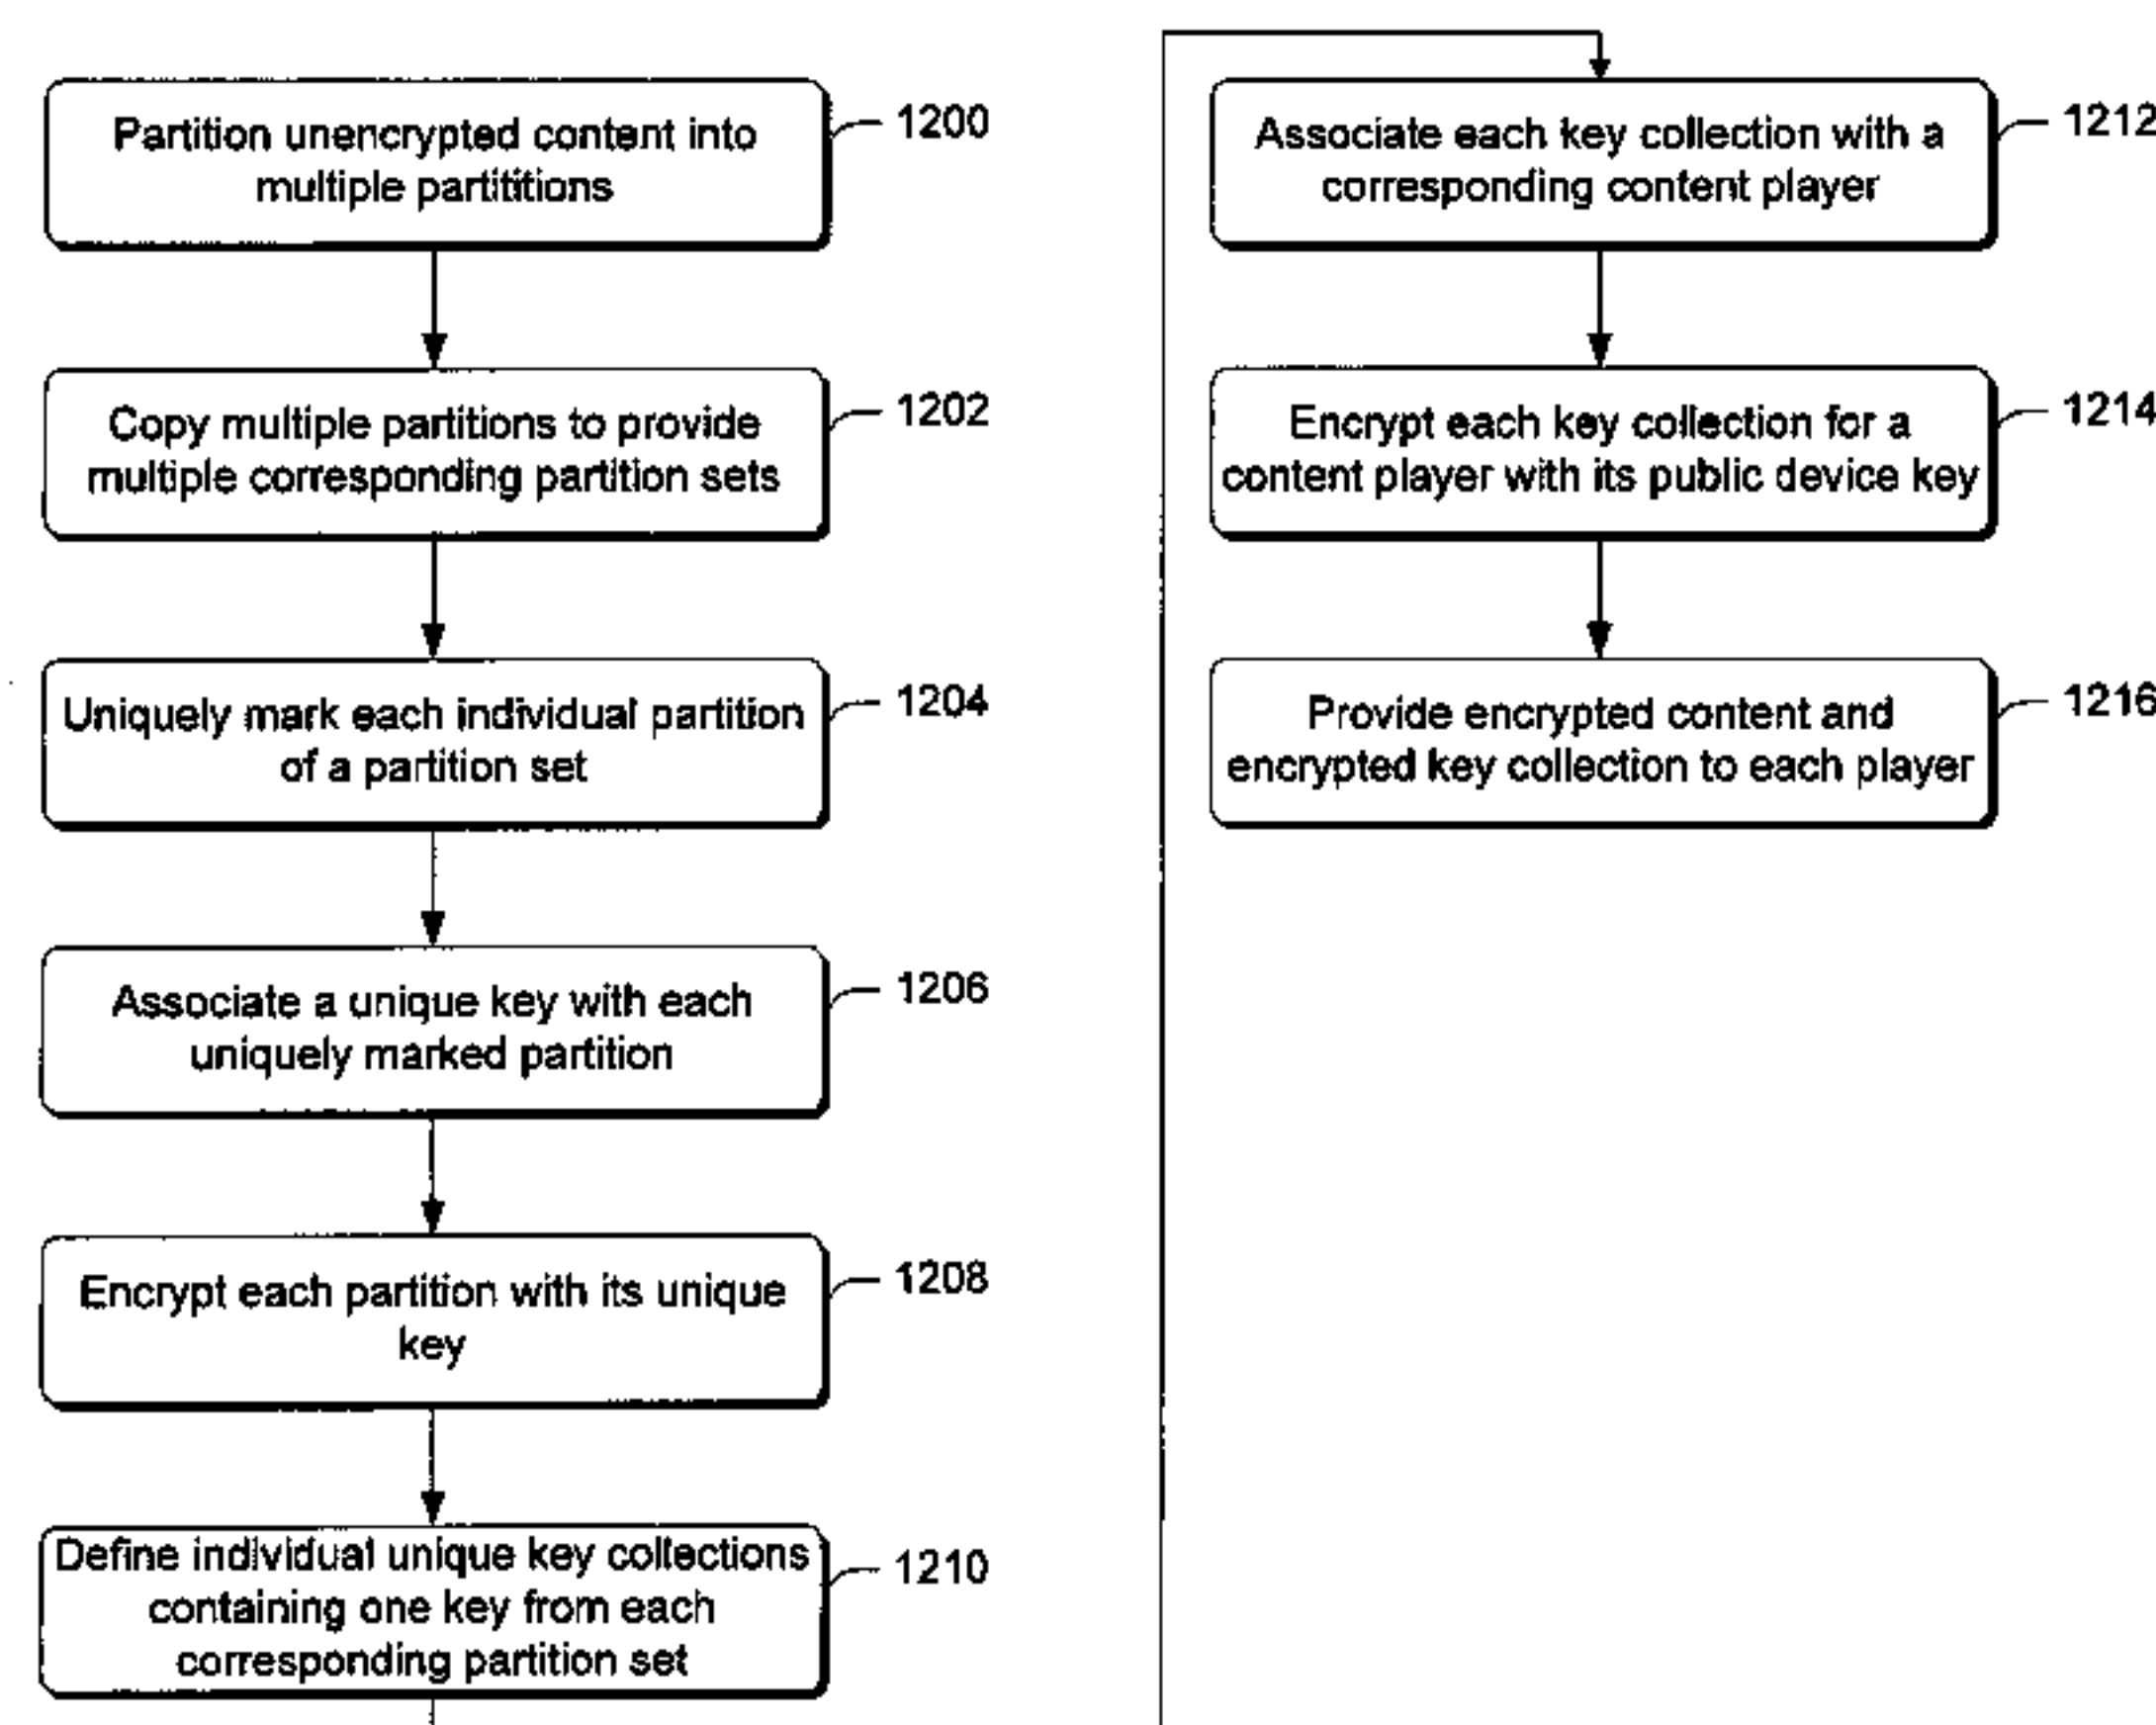 Partition unencrypted content into
multiple partititions
1200
Copy multiple partitions to provide
multiple corresponding partition sets
1202
Uniquely mark each individual partition
of a partition set
1204
Associate a unique key with each
uniquely marked partition
1206
Encrypt each partition with its unique
key
1208
Define individual unique key collections
containing one key from each
corresponding partition set
1210
Associate each key collection with a
corresponding content player
1212
Encrypt each key collection for a
content player with its public device key
1214
Provide encrypted content and
encrypted key collection to each player
1216